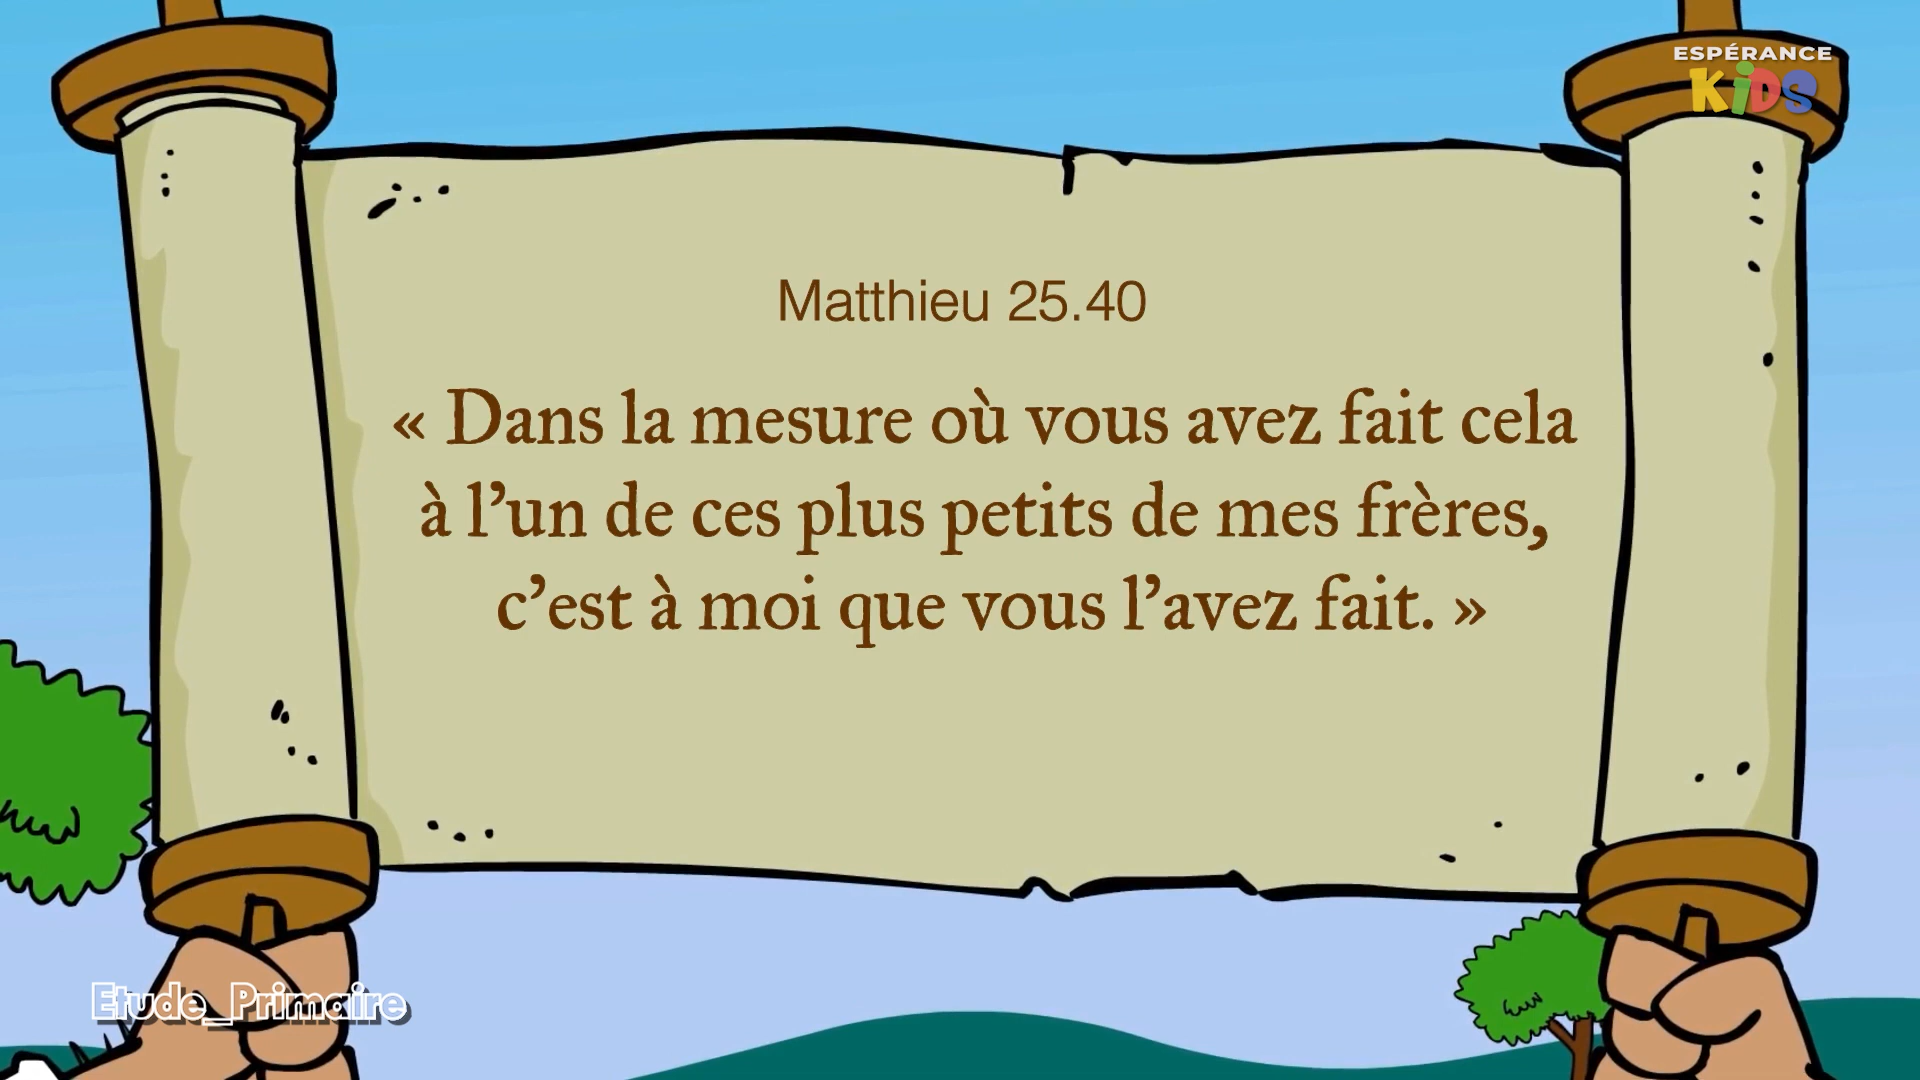 ESPÉRANCE
KiDS
Matthieu 25.40
« Dans la mesure où vous avez fait cela
à l’un de ces plus petits de mes frères,
c’est à moi que vous l’avez fait. »
Etude_Primaire